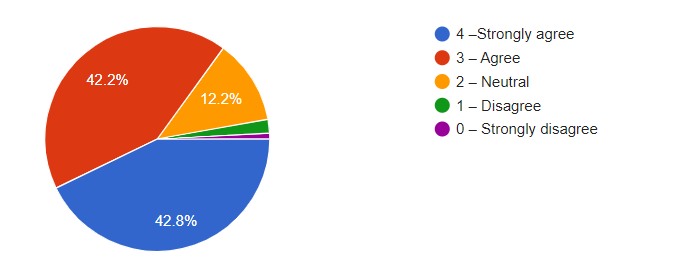 42.2%
12.2%
42.8%
4 –Strongly agree
3 – Agree
2 – Neutral
1 – Disagree
0 – Strongly disagree